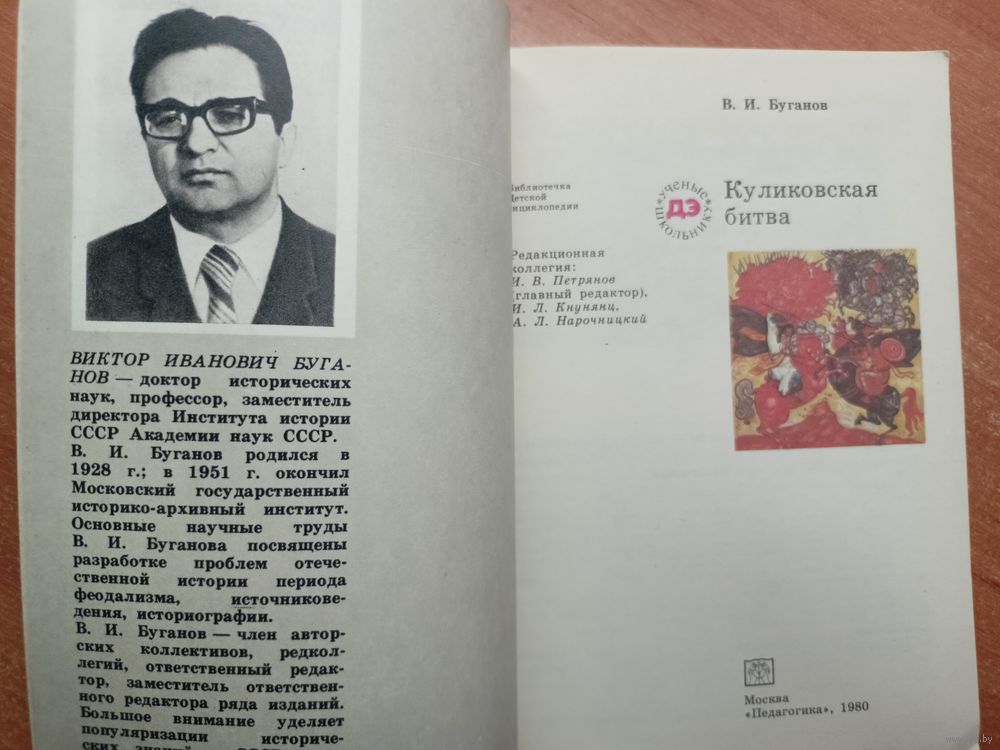 ВИКТОР ИВАНОВИЧ БУГА-
НОВ — доктор исторических
наук, профессор, заместитель
директора Института истории
СССР Академии наук СССР.
В. И. Буганов родился в
1928 г.; в 1951 г. окончил
Московский государственный
историко-архивный институт.
Основные научные труды
В. И. Буганова посвящены
разработке проблем отече-
ственной истории периода
феодализма, источникове-
дения, историографии.
В. И. Буганов — член автор-
ских коллективов, редкол-
легий, ответственный редак-
тор, заместитель ответствен-
ного редактора ряда изданий.
Большое внимание уделяет
популяризации историче-
В. И. Буганов
Библиотечка
Детской
энциклопедии
УЧЕНЫЕ
ШКОЛЬНИКУ
ДЭ
Куликовская
битва
Редакционная
коллегия:
И. В. Петрянов
(главный редактор),
И. Л. Кнунянц,
А. Л. Нарочницкий
Москва
«Педагогика», 1980